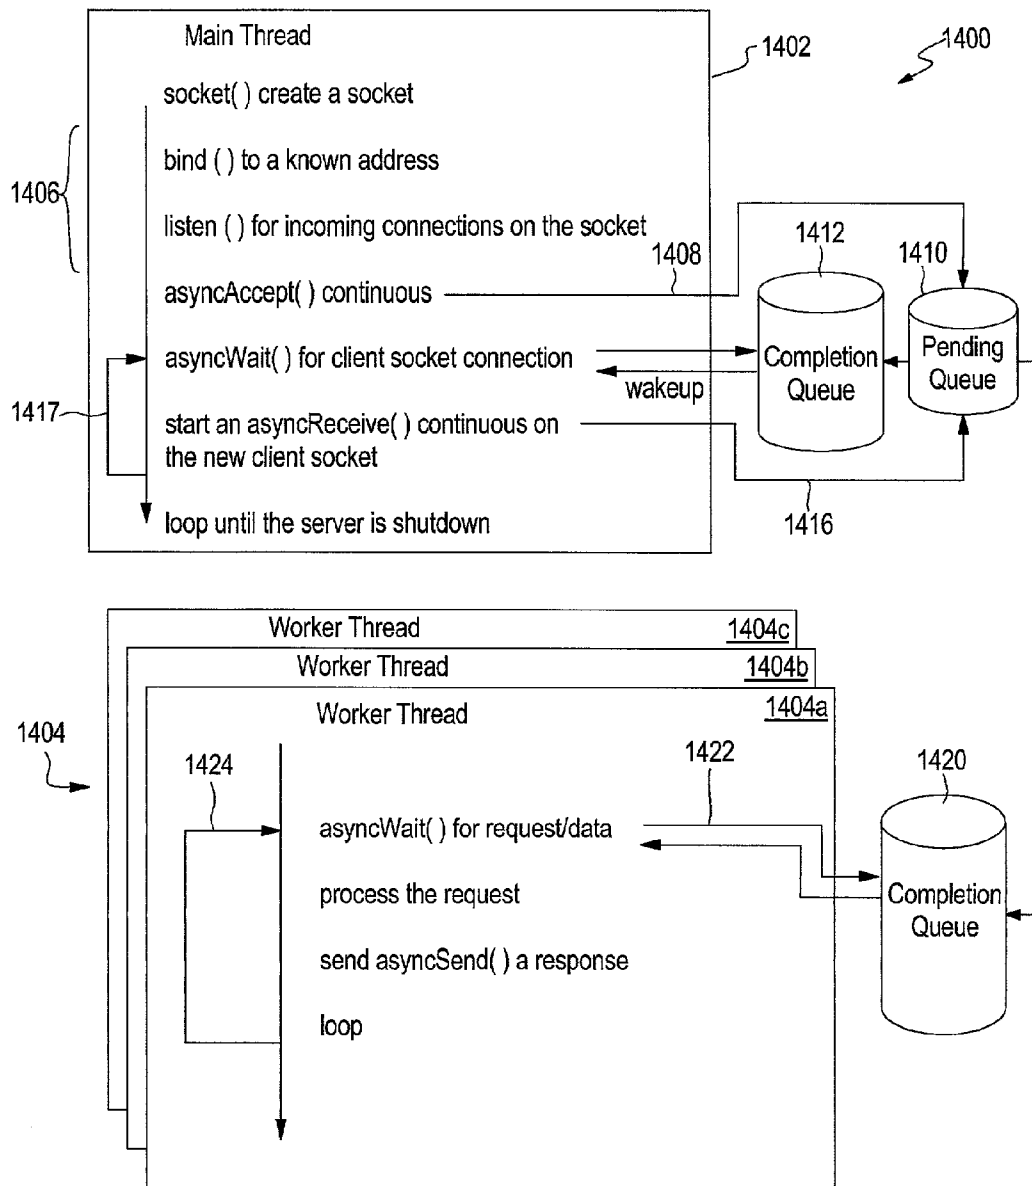 Main Thread
1402
1400
socket( ) create a socket
bind ( ) to a known address
1406
listen ( ) for incoming connections on the socket
1408
1412
1410
asyncAccept( ) continuous
asyncWait( ) for client socket connection
wakeup
Completion
Queue
Pending
Queue
1417
start an asyncReceive( ) continuous on
the new client socket
1416
loop until the server is shutdown
Worker Thread
1404c
Worker Thread
1404b
Worker Thread
1404a
1404
1424
1422
1420
asyncWait( ) for request/data
process the request
Completion
Queue
send asyncSend( ) a response
loop